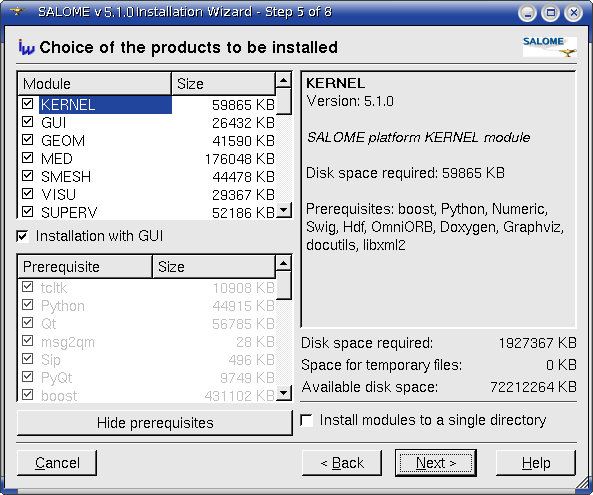 SALOME v 5.1.0 Installation Wizard - Step 5 of 8
Choice of the products to be installed
SALOME
Module Size
KERNEL 59865 KB
GUI 26432 KB
GEOM 41590 KB
MED 176048 KB
SMESH 44478 KB
VISU 29367 KB
SUPERV 52186 KB
Installation with GUI
Prerequisite Size
tcltk 10908 KB
Python 44915 KB
Qt 56785 KB
msg2qm 28 KB
Sip 496 KB
PyQt 9749 KB
boost 431102 KB
Hide prerequisites
KERNEL
Version: 5.1.0
SALOME platform KERNEL module
Disk space required: 59865 KB
Prerequisites: boost, Python, Numeric,
Swig, Hdf, OmniORB, Doxygen, Graphviz,
docutils, libxml2
Disk space required: 1927367 KB
Space for temporary files: 0 KB
Available disk space: 72212264 KB
Install modules to a single directory
Cancel
< Back
Next >
Help